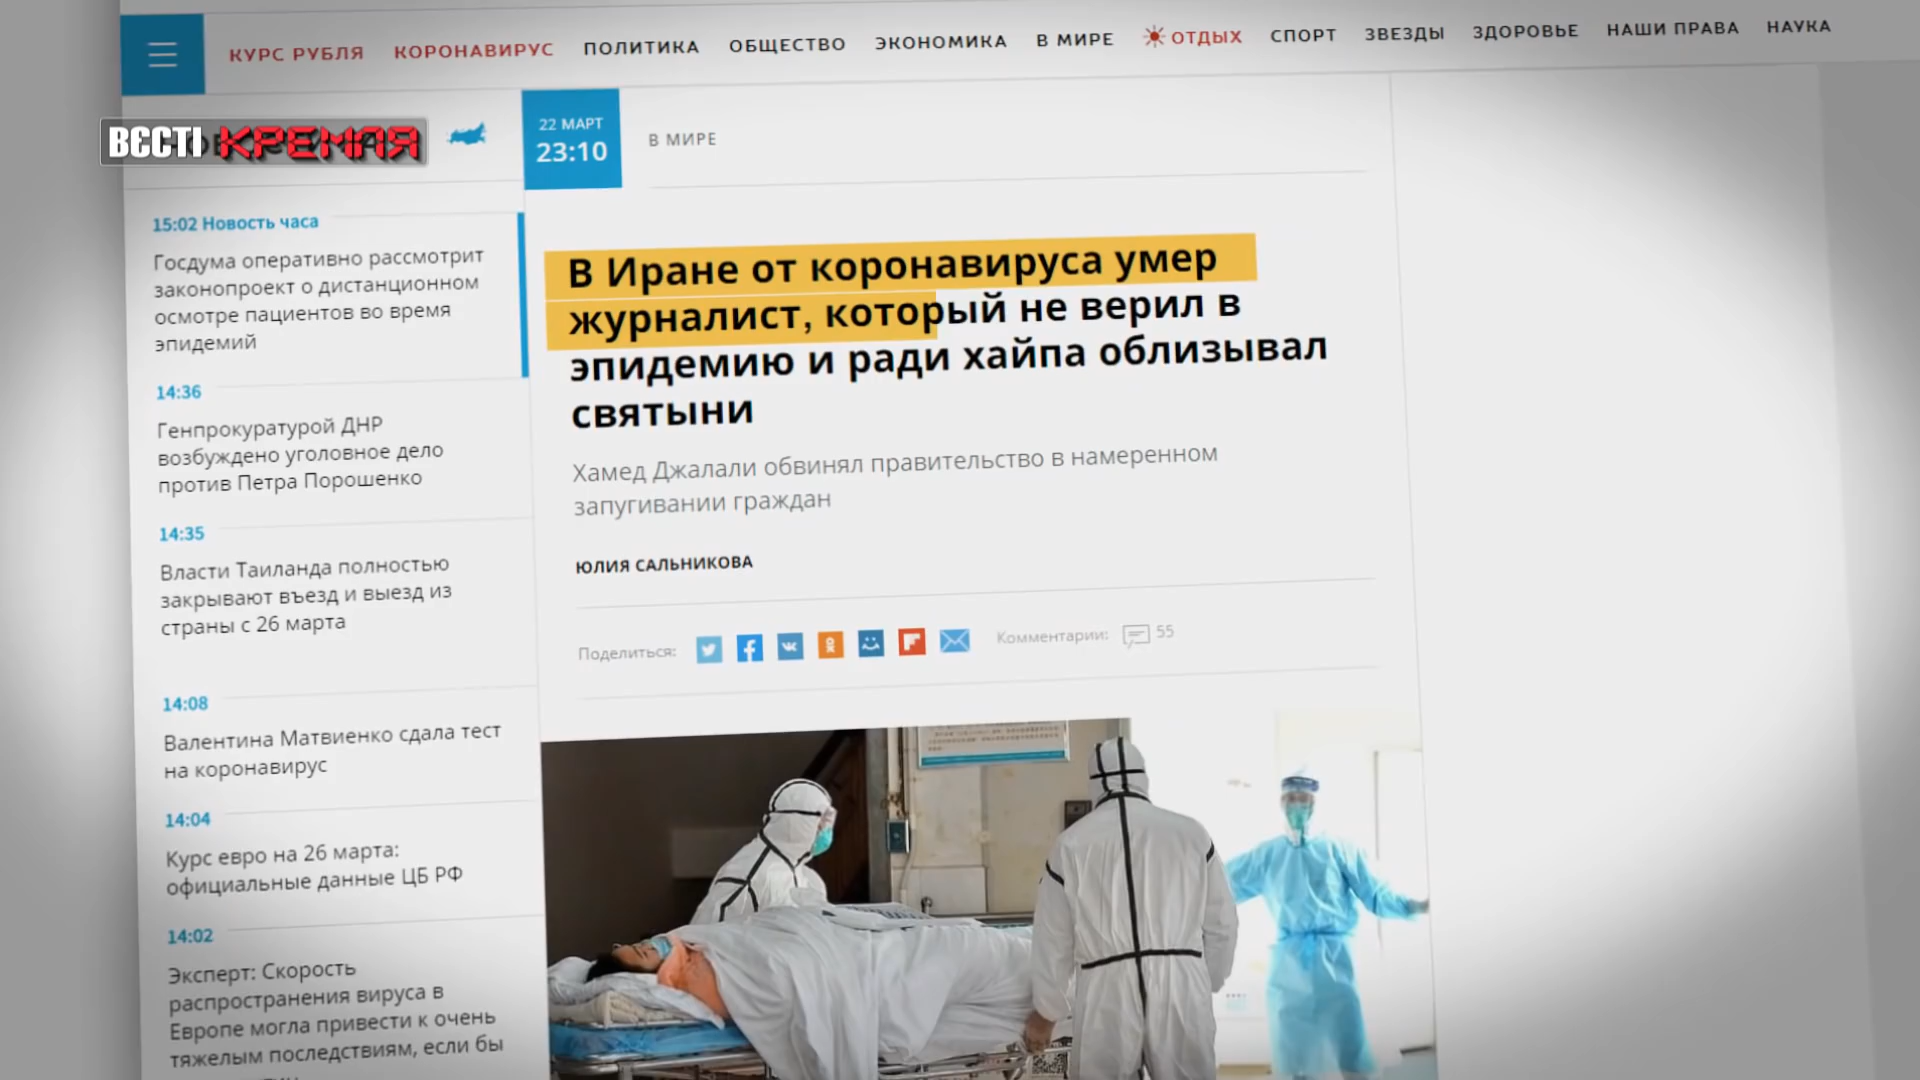 КУРС РУБЛЯ КОРОНАВИРУС ПОЛИТИКА ОБЩЕСТВО ЭКОНОМИКА В МИРЕ ОТДЫХ СПОРТ ЗВЕЗДЫ ЗДОРОВЬЕ НАШИ ПРАВА НАУКА
ВЄСТІ КРЕМЛЯ
22 МАРТ
23:10
В МИРЕ
15:02 Новость часа
Госдума оперативно рассмотрит
законопроект о дистанционном
осмотре пациентов во время
эпидемий
14:36
Генпрокуратурой ДНР
возбуждено уголовное дело
против Петра Порошенко
14:35
Власти Таиланда полностью
закрывают въезд и выезд из
страны с 26 марта
14:08
Валентина Матвиенко сдала тест
на коронавирус
14:04
Курс евро на 26 марта:
официальные данные ЦБ РФ
14:02
Эксперт: Скорость
распространения вируса в
Европе могла привести к очень
тяжелым последствиям, если бы
В Иране от коронавируса умер
журналист, который не верил в
эпидемию и ради хайпа облизывал
святыни
Хамед Джалали обвинял правительство в намеренном
запугивании граждан
ЮЛИЯ САЛЬНИКОВА
Поделиться:
Комментарии: 55